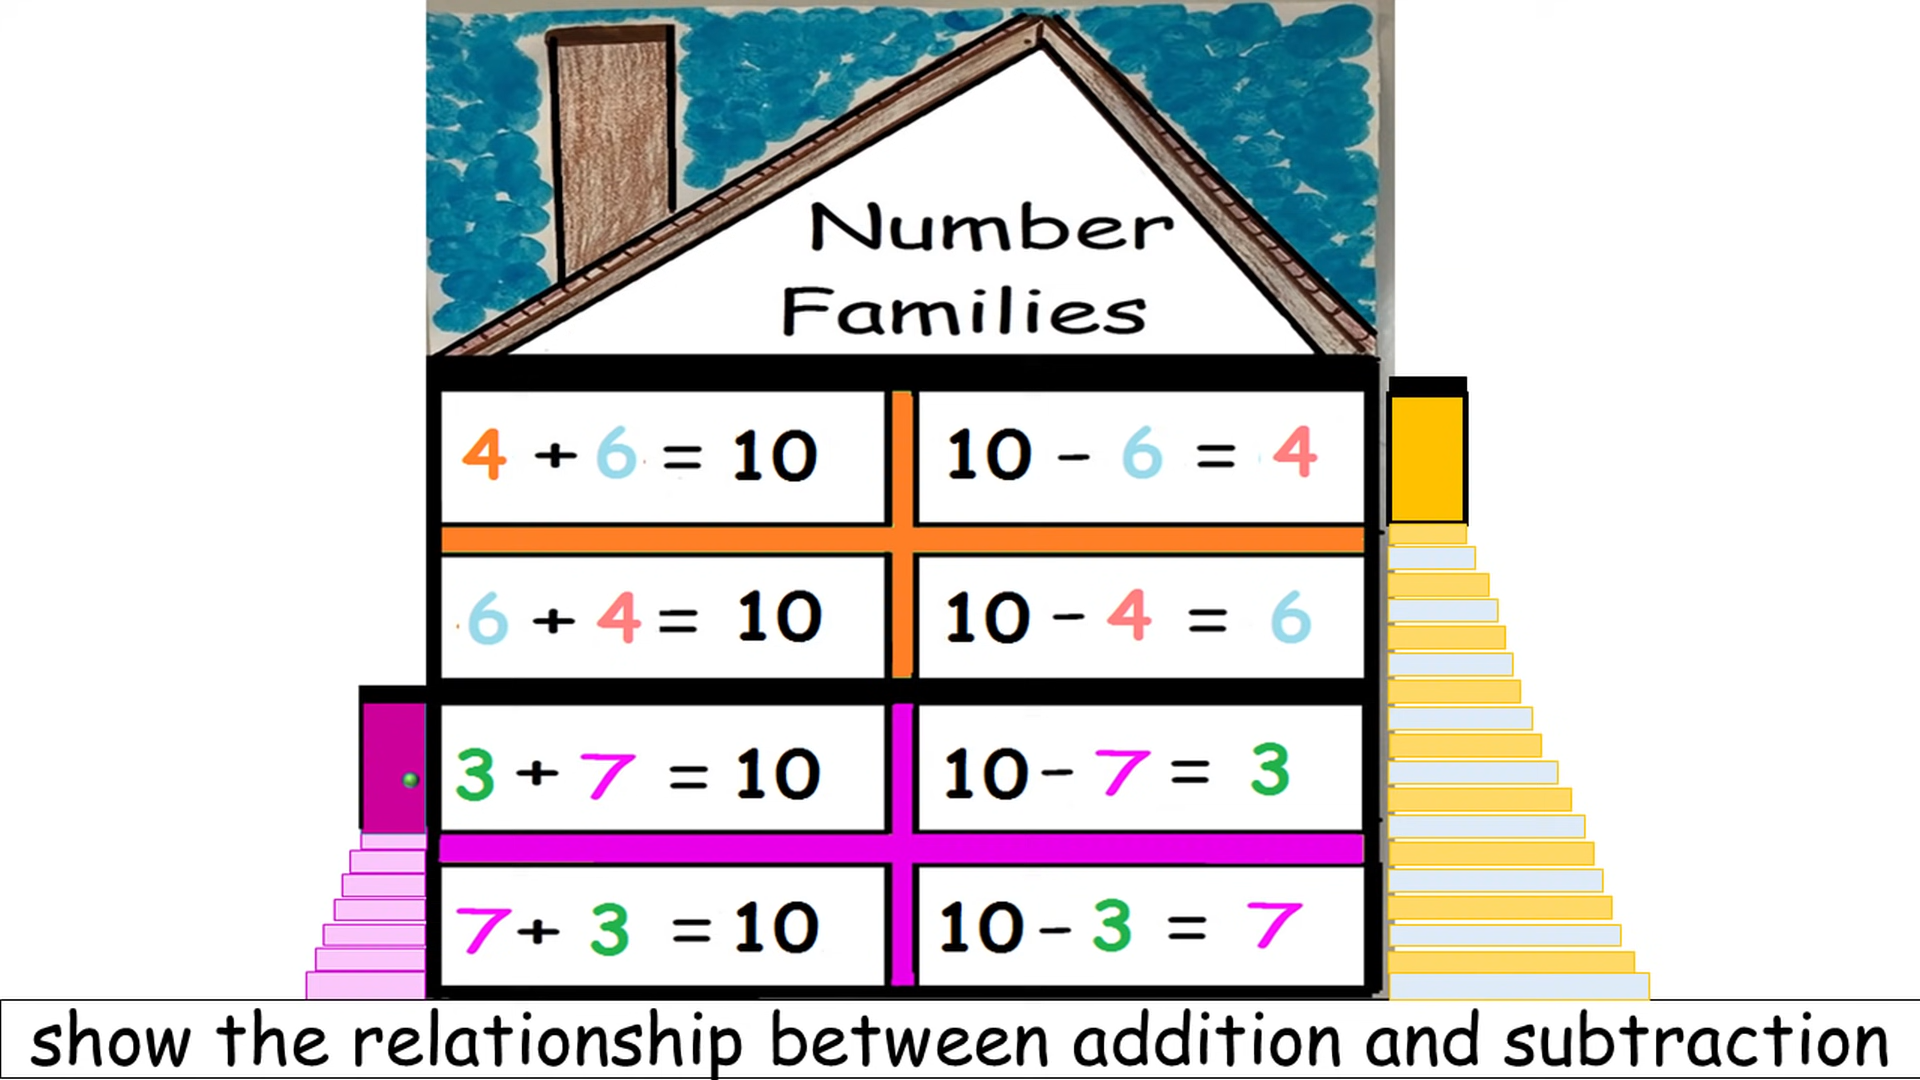 Number
Families
4 + 6 = 10
10 - 6 = 4
6 + 4 = 10
10 - 4 = 6
3 + 7 = 10
10 - 7 = 3
7 + 3 = 10
10 - 3 = 7
show the relationship between addition and subtraction